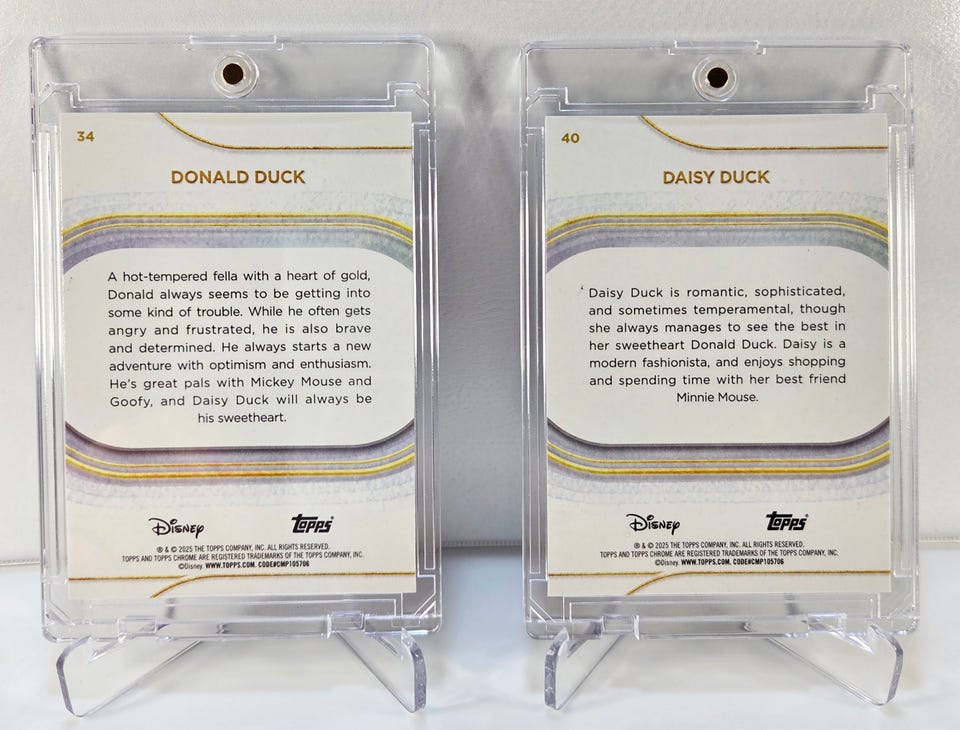 34
DONALD DUCK
A hot-tempered fella with a heart of gold,
Donald always seems to be getting into
some kind of trouble. While he often gets
angry and frustrated, he is also brave
and determined. He always starts a new
adventure with optimism and enthusiasm.
He's great pals with Mickey Mouse and
Goofy, and Daisy Duck will always be
his sweetheart.
Disney Topps®
® & © 2025 THE TOPPS COMPANY, INC. ALL RIGHTS RESERVED.
TOPPS AND TOPPS CHROME ARE REGISTERED TRADEMARKS OF THE TOPPS COMPANY, INC.
©Disney. WWW.TOPPS.COM. CODE#CMP105706
40
DAISY DUCK
Daisy Duck is romantic, sophisticated,
and sometimes temperamental, though
she always manages to see the best in
her sweetheart Donald Duck. Daisy is a
modern fashionista, and enjoys shopping
and spending time with her best friend
Minnie Mouse.
Disney Topps®
® & © 2025 THE TOPPS COMPANY, INC. ALL RIGHTS RESERVED.
TOPPS AND TOPPS CHROME ARE REGISTERED TRADEMARKS OF THE TOPPS COMPANY, INC.
©Disney. WWW.TOPPS.COM. CODE#CMP105706